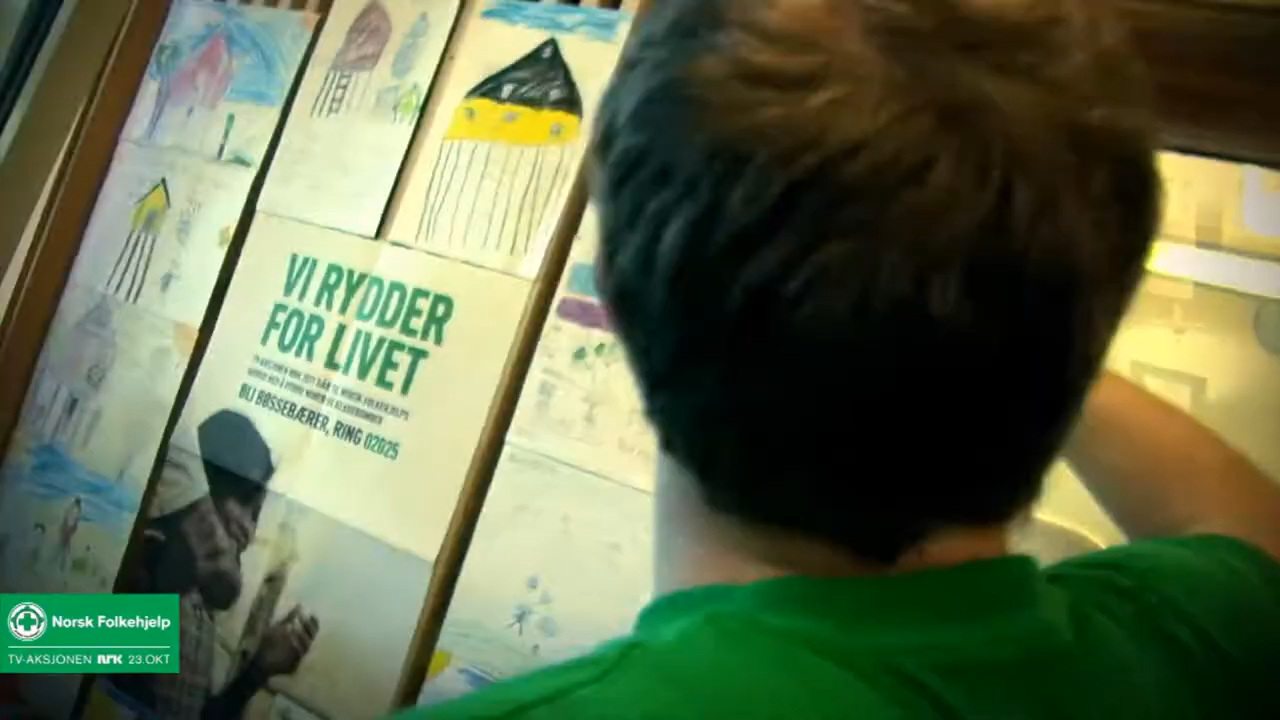 VI RYDDER
FOR LIVET
BLI BØSSEBÆRER, RING 02025
Norsk Folkehjelp
TV-AKSJONEN NRK 23.OKT